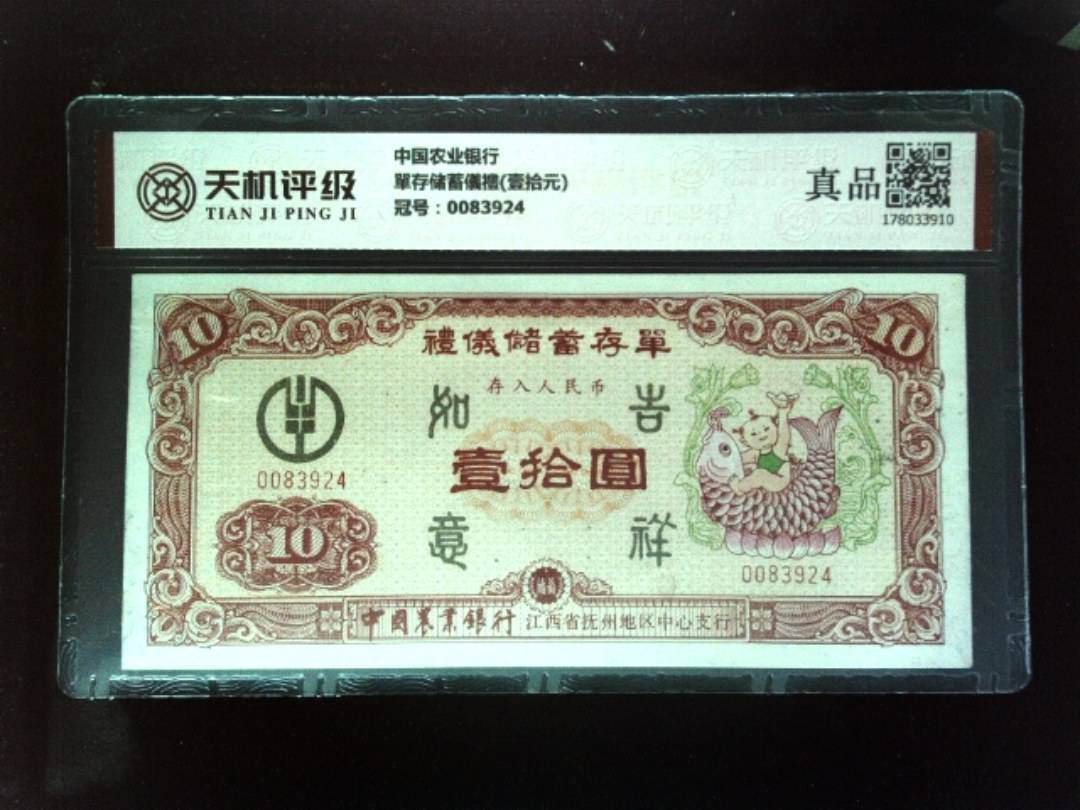 天机评级
TIAN JI PING JI
中国农业银行
單存储蓄儀禮(壹拾元)
冠号：0083924
真品
178033910
10
10
禮儀儲蓄存單
存入人民币
如
吉
0083924
壹拾圓
10
意
祥
0083924
中國農業銀行 江西省抚州地区中心支行